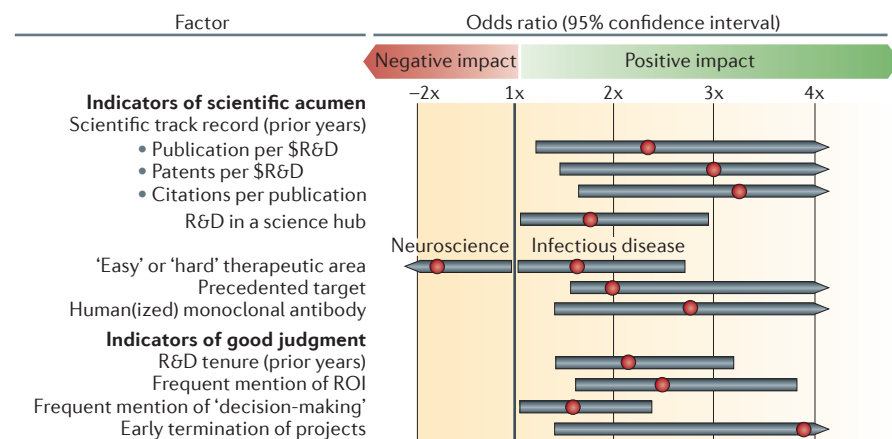 Factor
Odds ratio (95% confidence interval)
Negative impact
Positive impact
Indicators of scientific acumen
–2x 1x 2x 3x 4x
Scientific track record (prior years)
• Publication per $R&D
• Patents per $R&D
• Citations per publication
R&D in a science hub
Neuroscience Infectious disease
'Easy' or 'hard' therapeutic area
Precedented target
Human(ized) monoclonal antibody
Indicators of good judgment
R&D tenure (prior years)
Frequent mention of ROI
Frequent mention of 'decision-making'
Early termination of projects